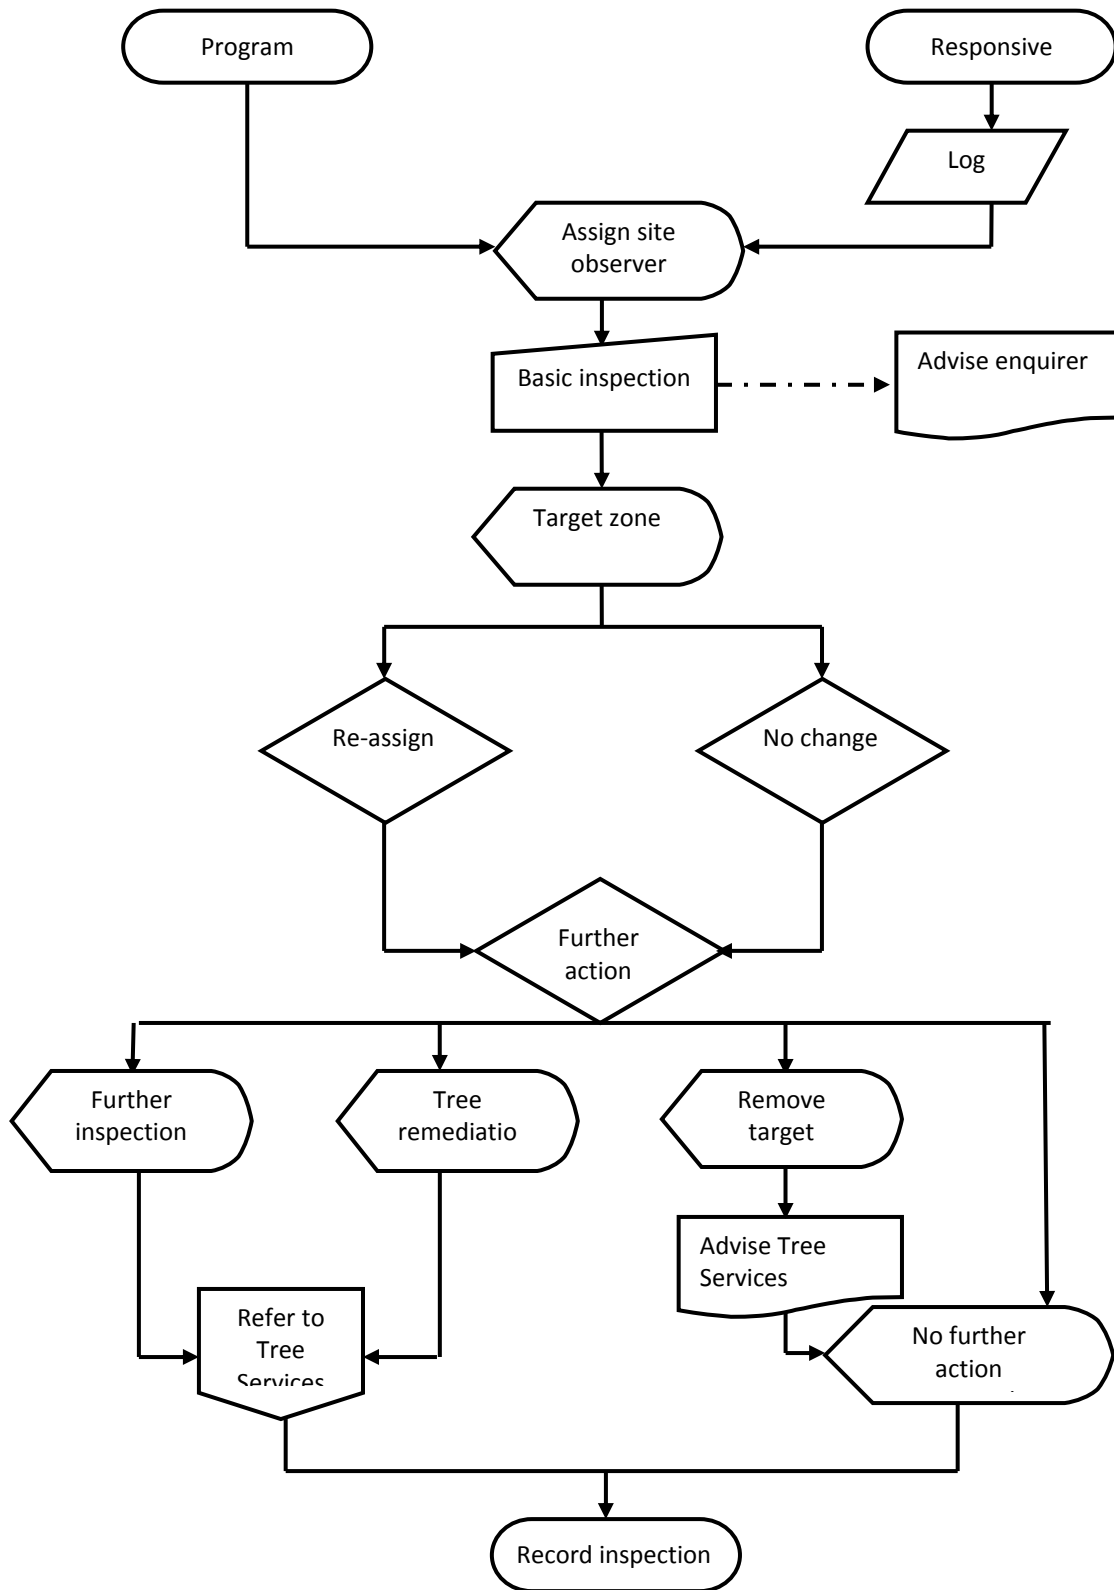 Program
Responsive
Log
Assign site
observer
Basic inspection
Advise enquirer
Target zone
Re-assign
No change
Further
action
Further
inspection
Tree
remediatio
Remove
target
Advise Tree
Services
Refer to
Tree
Services
No further
action
Record inspection